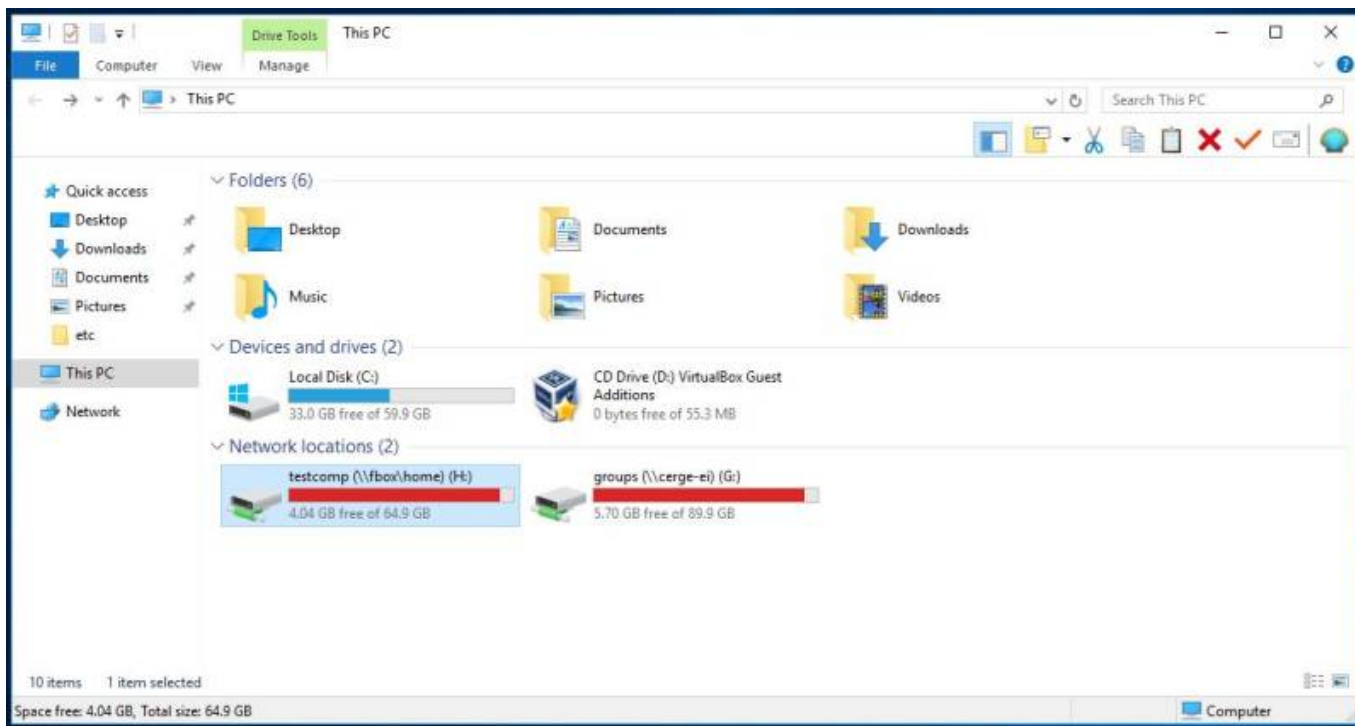 Drive Tools This PC
File Computer View Manage
This PC Search This PC
Quick access
Desktop
Downloads
Documents
Pictures
etc
This PC
Network
Folders (6)
Desktop Documents Downloads
Music Pictures Videos
Devices and drives (2)
Local Disk (C:)
33.0 GB free of 59.9 GB
CD Drive (D:) VirtualBox Guest
Additions
0 bytes free of 55.3 MB
Network locations (2)
testcomp (\\fbox\home) (H:)
4.04 GB free of 64.9 GB
groups (\\cerge-ei) (G:)
5.70 GB free of 89.9 GB
10 items 1 item selected
Space free: 4.04 GB, Total size: 64.9 GB Computer